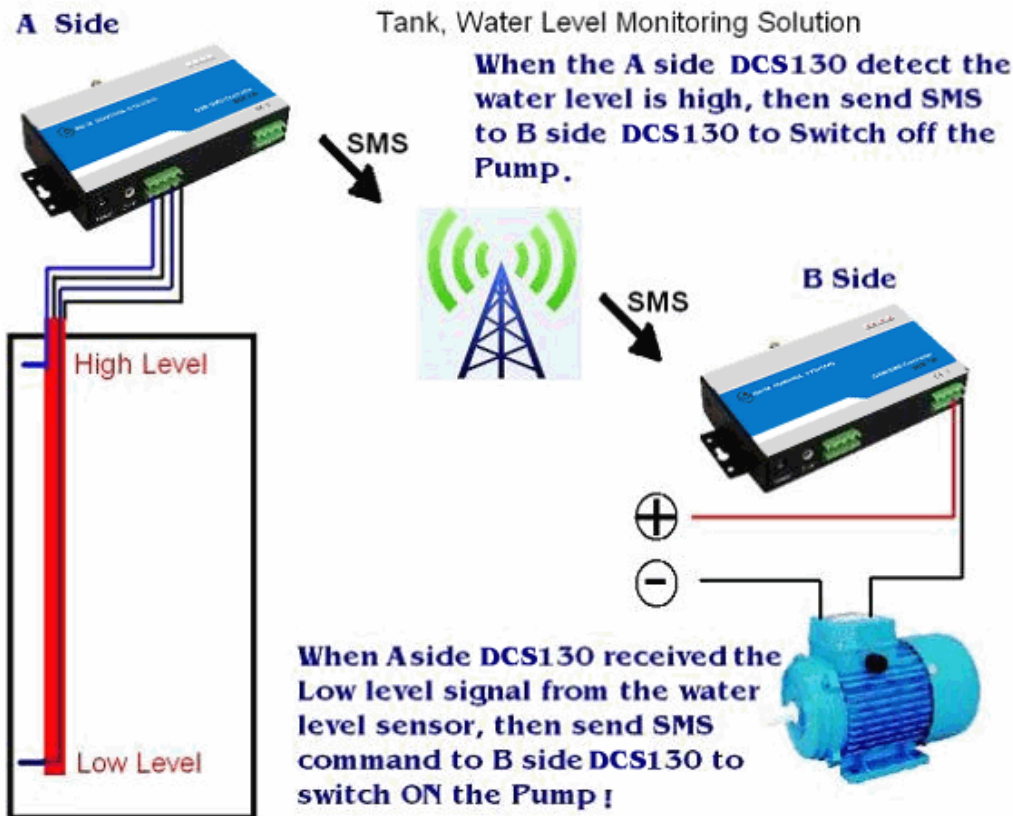 A Side
Tank, Water Level Monitoring Solution
When the A side DCS130 detect the
water level is high, then send SMS
to B side DCS130 to Switch off the
Pump.
SMS
SMS
B Side
High Level
+
-
When Aside DCS130 received the
Low level signal from the water
level sensor, then send SMS
command to B side DCS130 to
switch ON the Pump !
Low Level